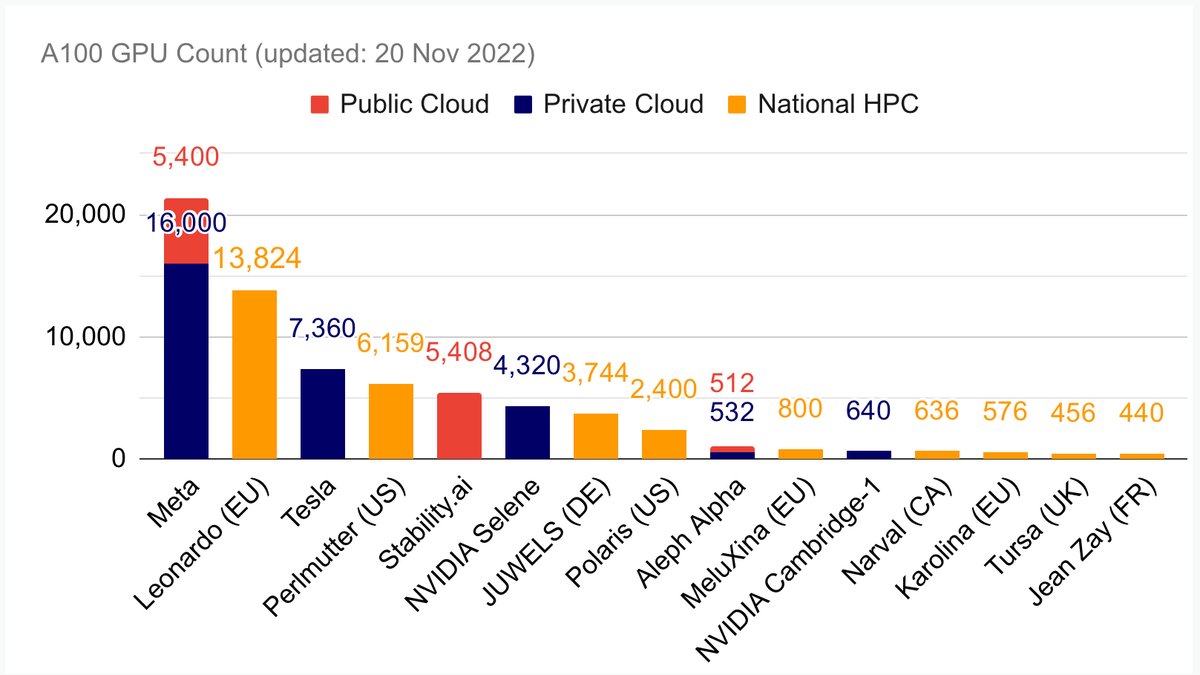 A100 GPU Count (updated: 20 Nov 2022)
Public Cloud Private Cloud National HPC
5,400
20,000
16,000
13,824
10,000
7,360
6,159
5,408
4,320
3,744
2,400
512
532
800
640
636
576
456
440
0
Meta
Leonardo (EU)
Tesla
Perlmutter (US)
Stability.ai
NVIDIA Selene
JUWELS (DE)
Polaris (US)
Aleph Alpha
MeluXina (EU)
NVIDIA Cambridge-1
Narval (CA)
Karolina (EU)
Tursa (UK)
Jean Zay (FR)